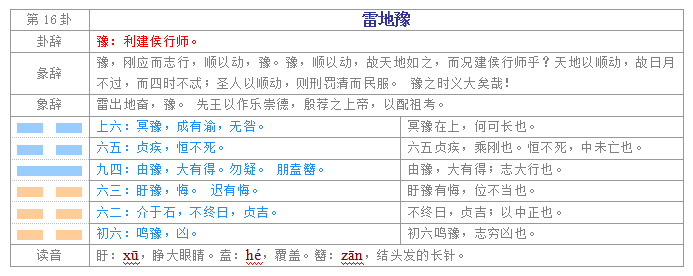 第16卦 雷地豫
卦辞 豫：利建侯行师。
彖辞 豫，刚应而志行，顺以动，豫。豫，顺以动，故天地如之，而况建侯行师乎？天地以顺动，故日月
不过，而四时不忒；圣人以顺动，则刑罚清而民服。 豫之时义大矣哉！
象辞 雷出地奋，豫。 先王以作乐崇德，殷荐之上帝，以配祖考。
上六：冥豫，成有渝，无咎。 冥豫在上，何可长也。
六五：贞疾，恒不死。 六五贞疾，乘刚也。恒不死，中未亡也。
九四：由豫，大有得。勿疑。 朋盍簪。 由豫，大有得；志大行也。
六三：盱豫，悔。 迟有悔。 盱豫有悔，位不当也。
六二：介于石，不终日，贞吉。 不终日，贞吉；以中正也。
初六：鸣豫，凶。 初六鸣豫，志穷凶也。
读音 盱：xū，睁大眼睛。盍：hé，覆盖。簪：zān，结头发的长针。